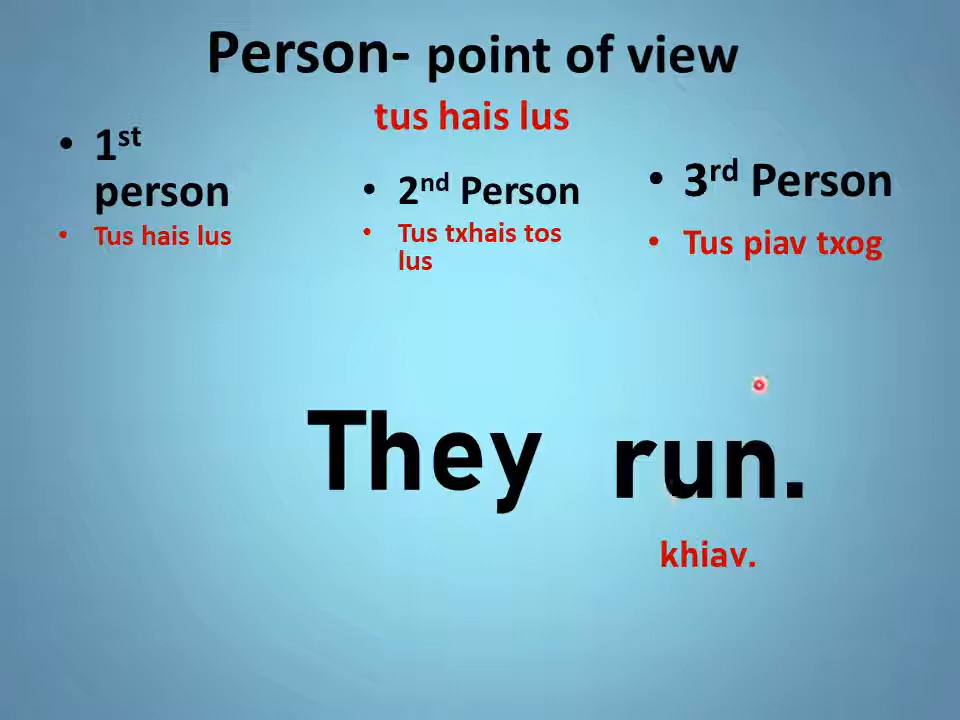 Person- point of view
tus hais lus
• 1st
person
• Tus hais lus
• 2nd Person
• Tus txhais tos
lus
• 3rd Person
• Tus piav txog
They run.
khiav.